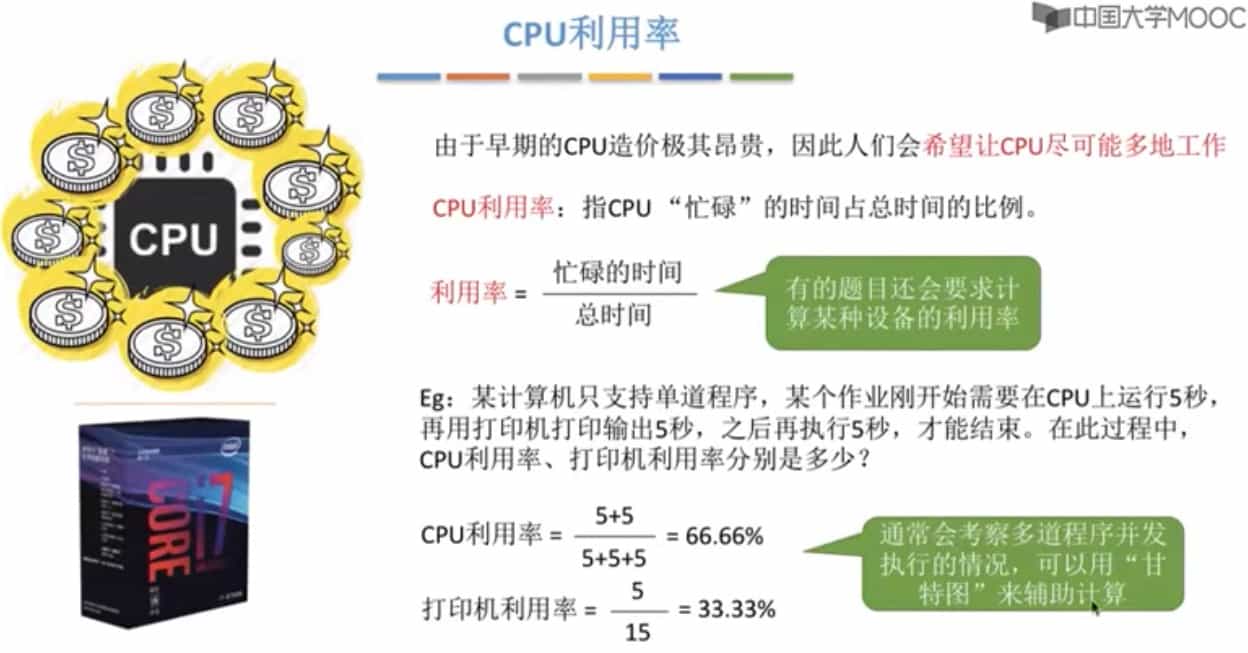 中国大学MOOC
CPU利用率
由于早期的CPU造价极其昂贵，因此人们会希望让CPU尽可能多地工作
CPU利用率：指CPU “忙碌”的时间占总时间的比例。
利用率 =
忙碌的时间
总时间
有的题目还会要求计
算某种设备的利用率
CPU
Eg：某计算机只支持单道程序，某个作业刚开始需要在CPU上运行5秒，
再用打印机打印输出5秒，之后再执行5秒，才能结束。在此过程中，
CPU利用率、打印机利用率分别是多少？
CPU利用率 =
5+5
5+5+5
= 66.66%
打印机利用率 =
5
15
= 33.33%
通常会考察多道程序并发
执行的情况，可以用“甘
特图”来辅助计算
intel
CORE
i7